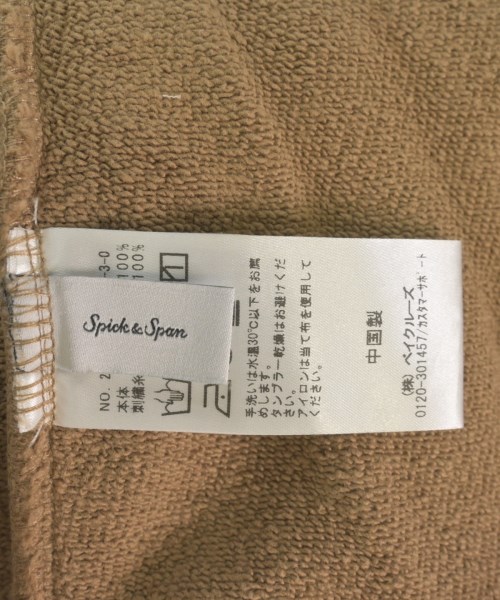 Spick & Span
NO. 2
3-0
本体
100%
刺繍糸
100%
手洗いは水温30℃以下をお薦
めします。
タンブラー乾燥はお避けくだ
さい。
アイロンは当て布を使用して
ください。
中国製
(株) ベイクルーズ
0120-301457/カスタマーサポート